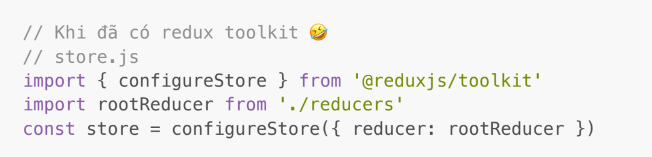 // Khi đã có redux toolkit 🤣
// store.js
import { configureStore } from '@reduxjs/toolkit'
import rootReducer from './reducers'
const store = configureStore({ reducer: rootReducer })